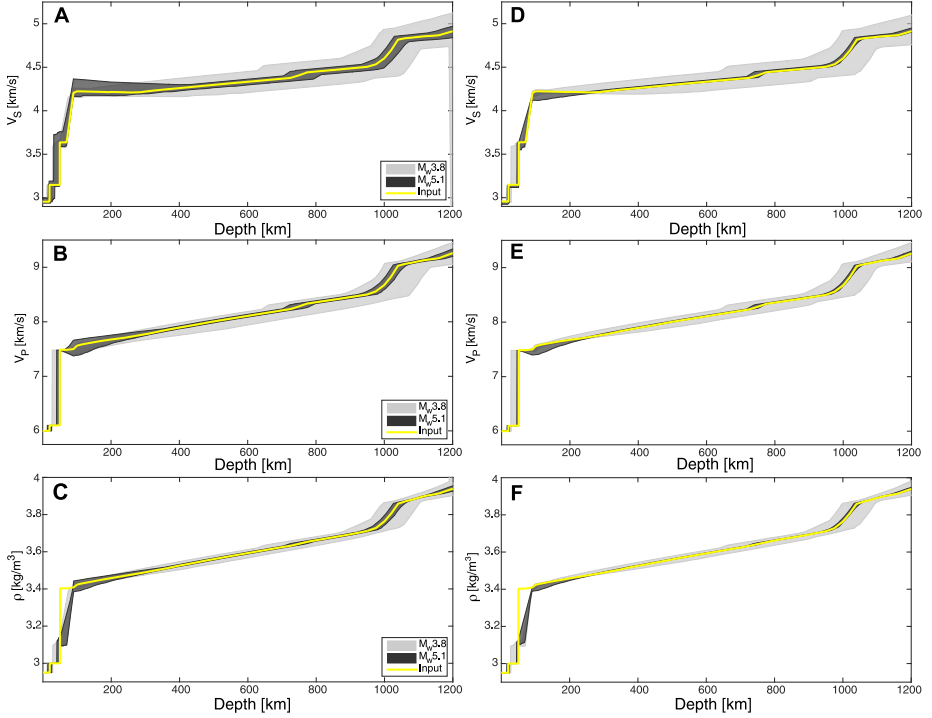 A
5
4.5
4
3.5
3
V_S [km/s]
M_w3.8
M_w5.1
Input
200 400 600 800 1000 1200
Depth [km]
D
5
4.5
4
3.5
3
V_S [km/s]
200 400 600 800 1000 1200
Depth [km]
B
9
8
7
6
V_P [km/s]
M_w3.8
M_w5.1
Input
200 400 600 800 1000 1200
Depth [km]
E
9
8
7
6
V_P [km/s]
200 400 600 800 1000 1200
Depth [km]
C
4
3.8
3.6
3.4
3.2
3
ρ [kg/m³]
M_w3.8
M_w5.1
Input
200 400 600 800 1000 1200
Depth [km]
F
4
3.8
3.6
3.4
3.2
3
ρ [kg/m³]
200 400 600 800 1000 1200
Depth [km]